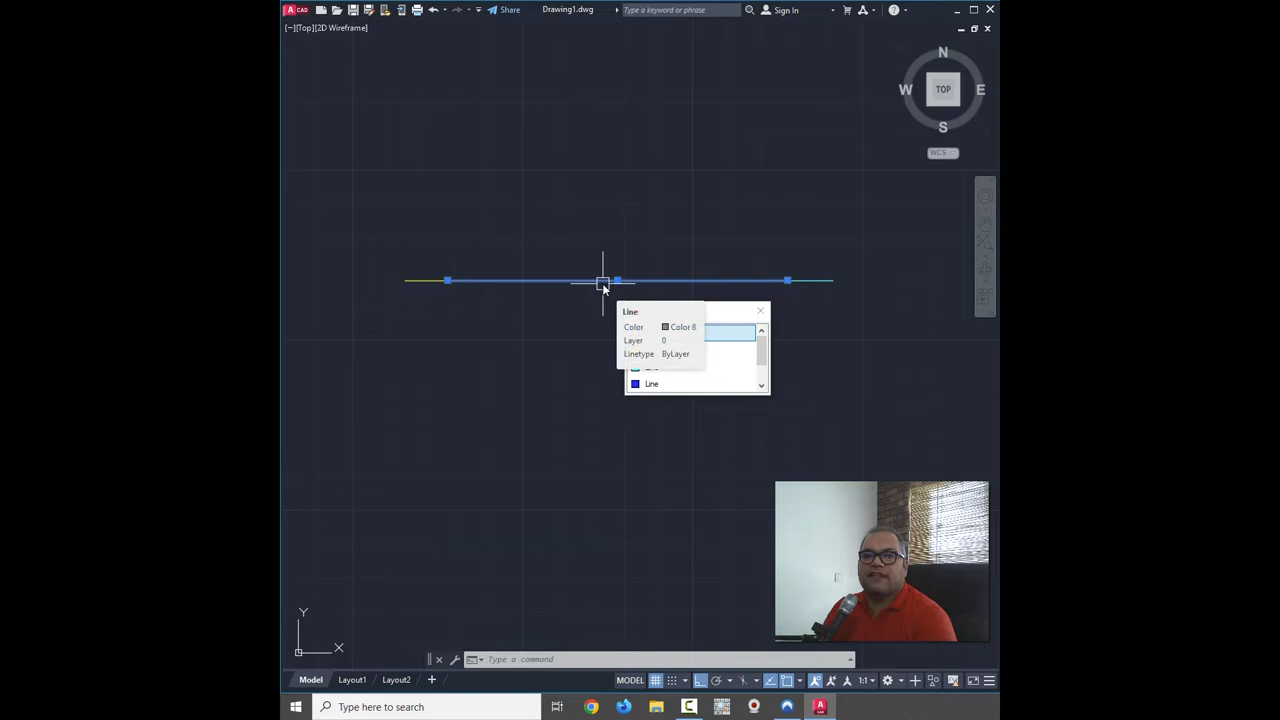 CAD
Share
Drawing1.dwg
Type a keyword or phrase
Sign In
[−][Top][2D Wireframe]
N
W
TOP
E
S
WCS
Line
Color Color 8
Layer 0
Linetype ByLayer
Line
Y
X
Type a command
Model
Layout1
Layout2
+
MODEL
1:1
Type here to search